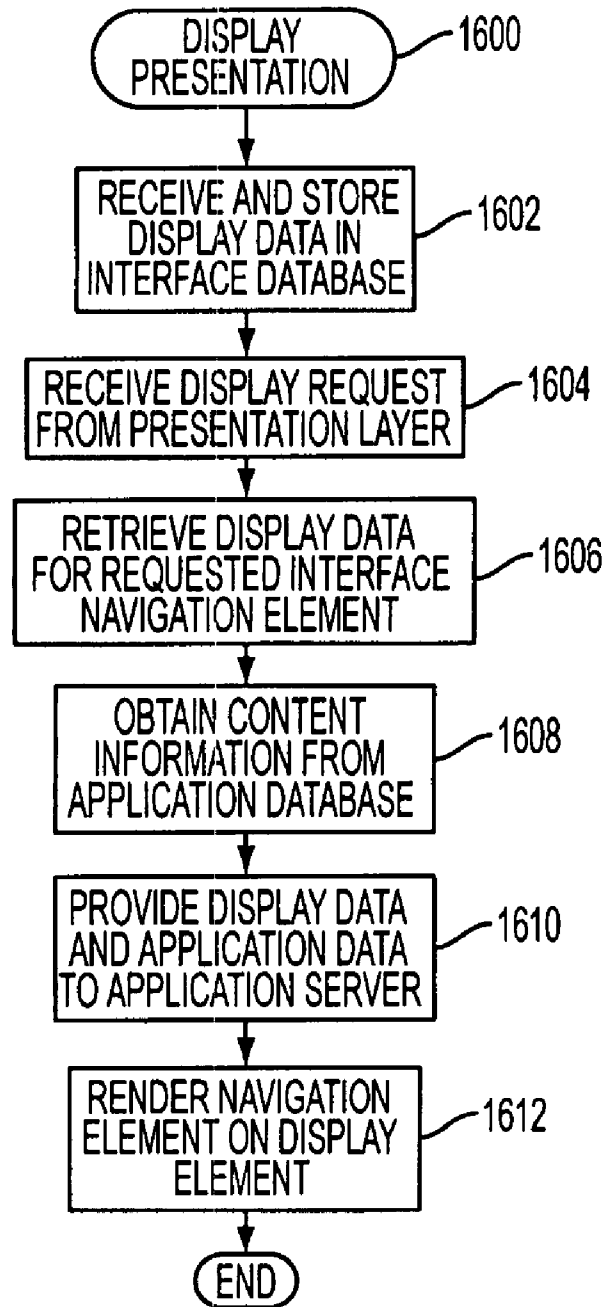 DISPLAY
PRESENTATION
1600
RECEIVE AND STORE
DISPLAY DATA IN
INTERFACE DATABASE
1602
RECEIVE DISPLAY REQUEST
FROM PRESENTATION LAYER
1604
RETRIEVE DISPLAY DATA
FOR REQUESTED INTERFACE
NAVIGATION ELEMENT
1606
OBTAIN CONTENT
INFORMATION FROM
APPLICATION DATABASE
1608
PROVIDE DISPLAY DATA
AND APPLICATION DATA
TO APPLICATION SERVER
1610
RENDER NAVIGATION
ELEMENT ON DISPLAY
ELEMENT
1612
END